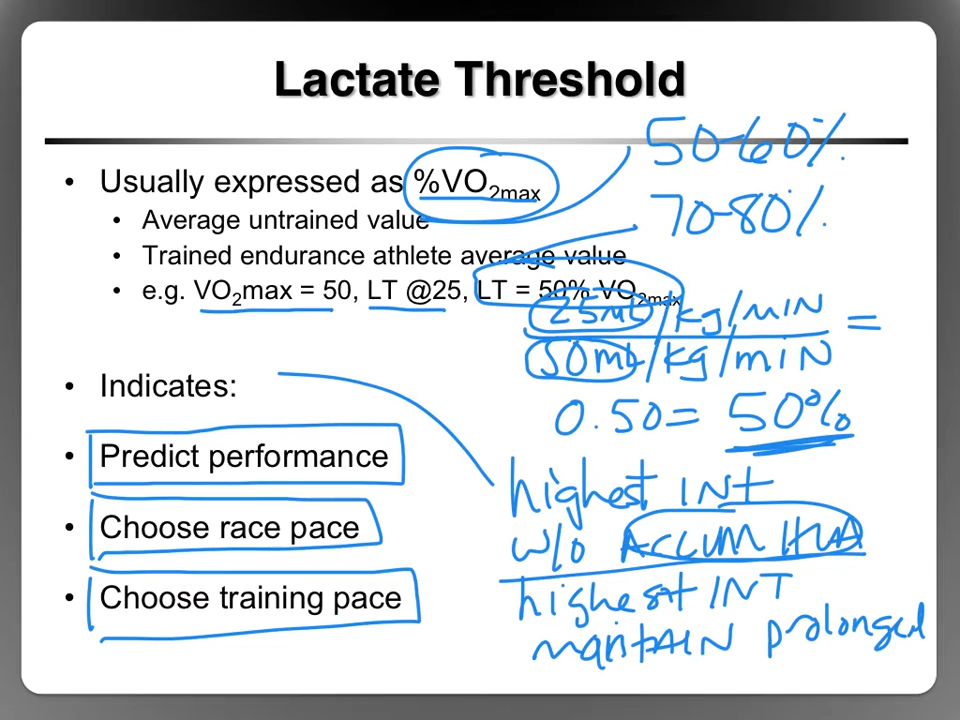 Lactate Threshold
50-60%
• Usually expressed as %VO2max
70-80%
• Average untrained value
• Trained endurance athlete average value
• e.g. VO2max = 50, LT @25, LT = 50% VO2max
25mL/kg/MIN =
50mL/kg/MIN
0.50 = 50%
• Indicates:
• Predict performance
highest INT
w/o ACCUM HLA
• Choose race pace
• Choose training pace
highest INT
maintain prolonged